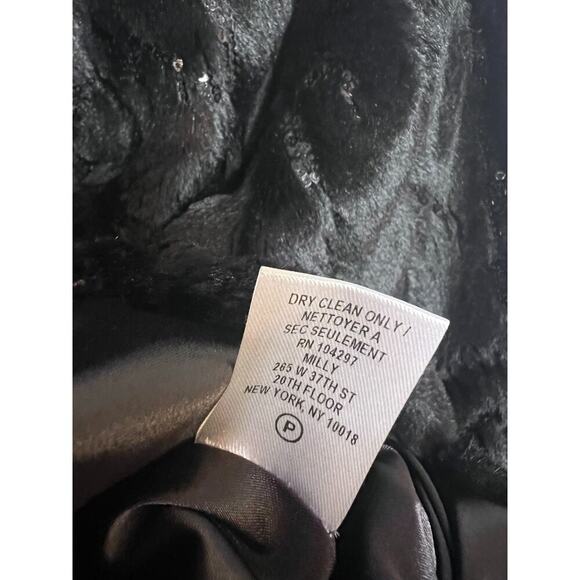 DRY CLEAN ONLY /
NETTOYER A
SEC SEULEMENT
RN 104297
MILLY
265 W 37TH ST
20TH FLOOR
NEW YORK, NY 10018
P